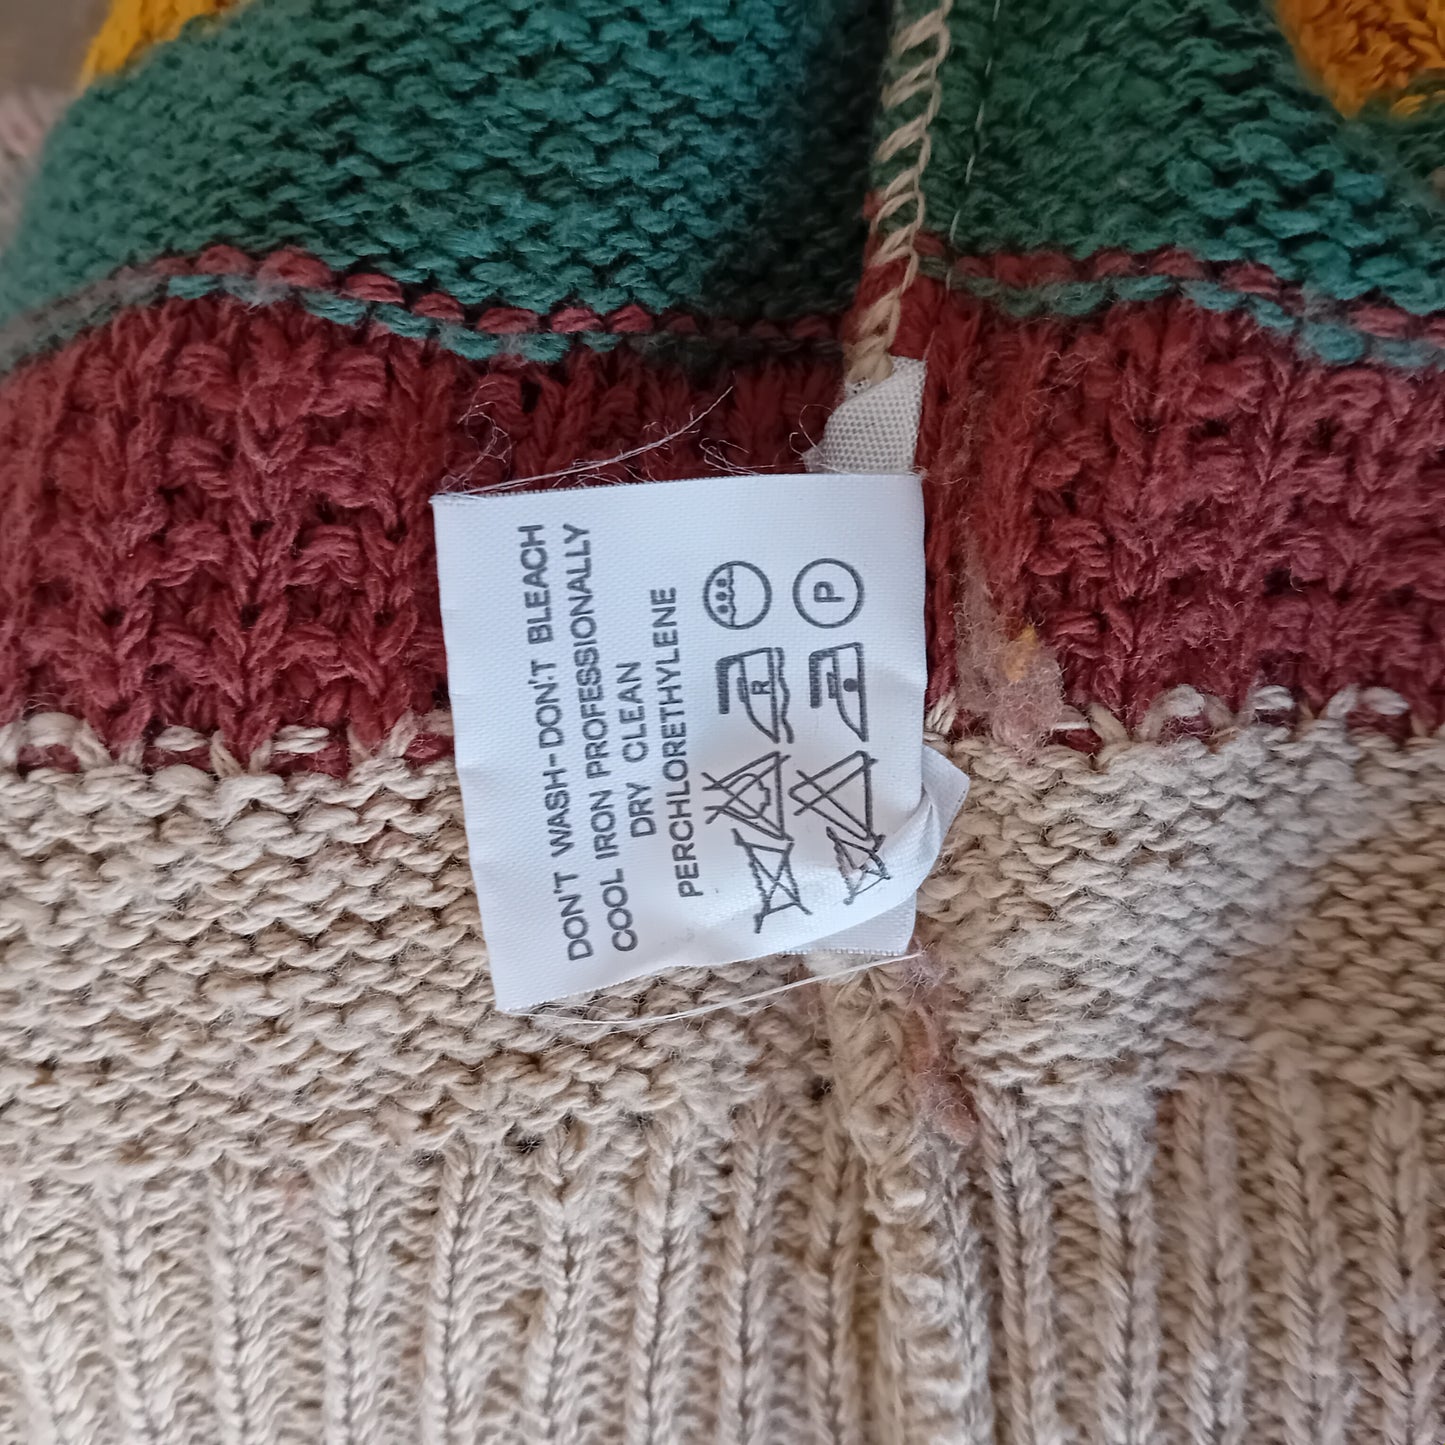 DON'T WASH-DON'T BLEACH
COOL IRON PROFESSIONALLY
DRY CLEAN
PERCHLORETHYLENE
R
P